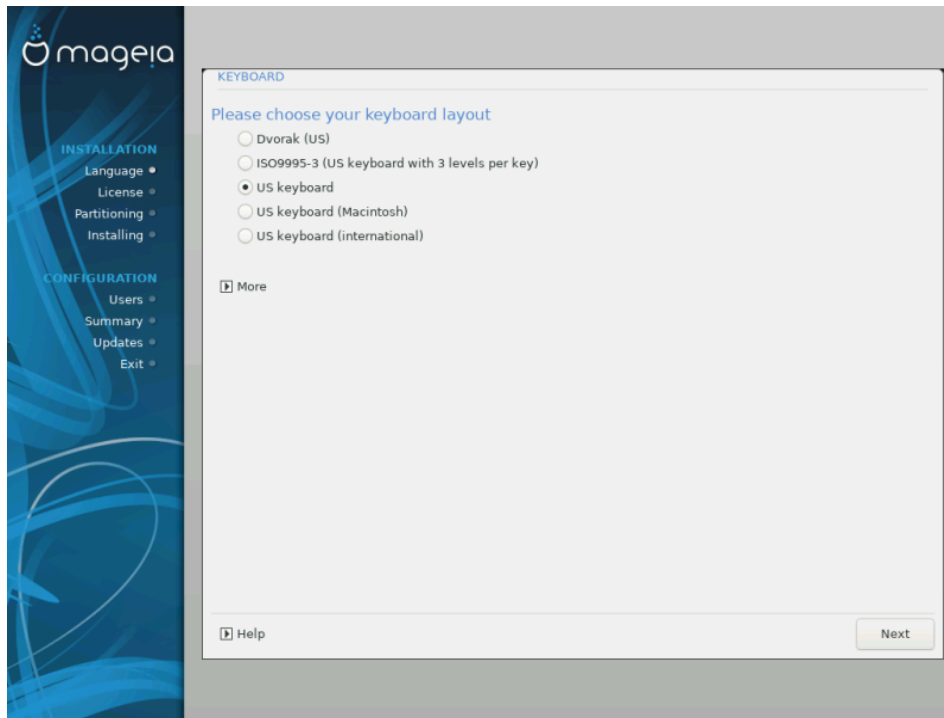 mageia
INSTALLATION
Language
License
Partitioning
Installing
CONFIGURATION
Users
Summary
Updates
Exit
KEYBOARD
Please choose your keyboard layout
Dvorak (US)
ISO9995-3 (US keyboard with 3 levels per key)
US keyboard
US keyboard (Macintosh)
US keyboard (international)
More
Help
Next